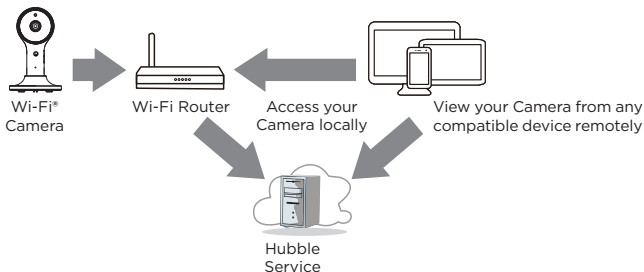 Wi-Fi®
Camera
Wi-Fi Router
Access your
Camera locally
View your Camera from any
compatible device remotely
Hubble
Service